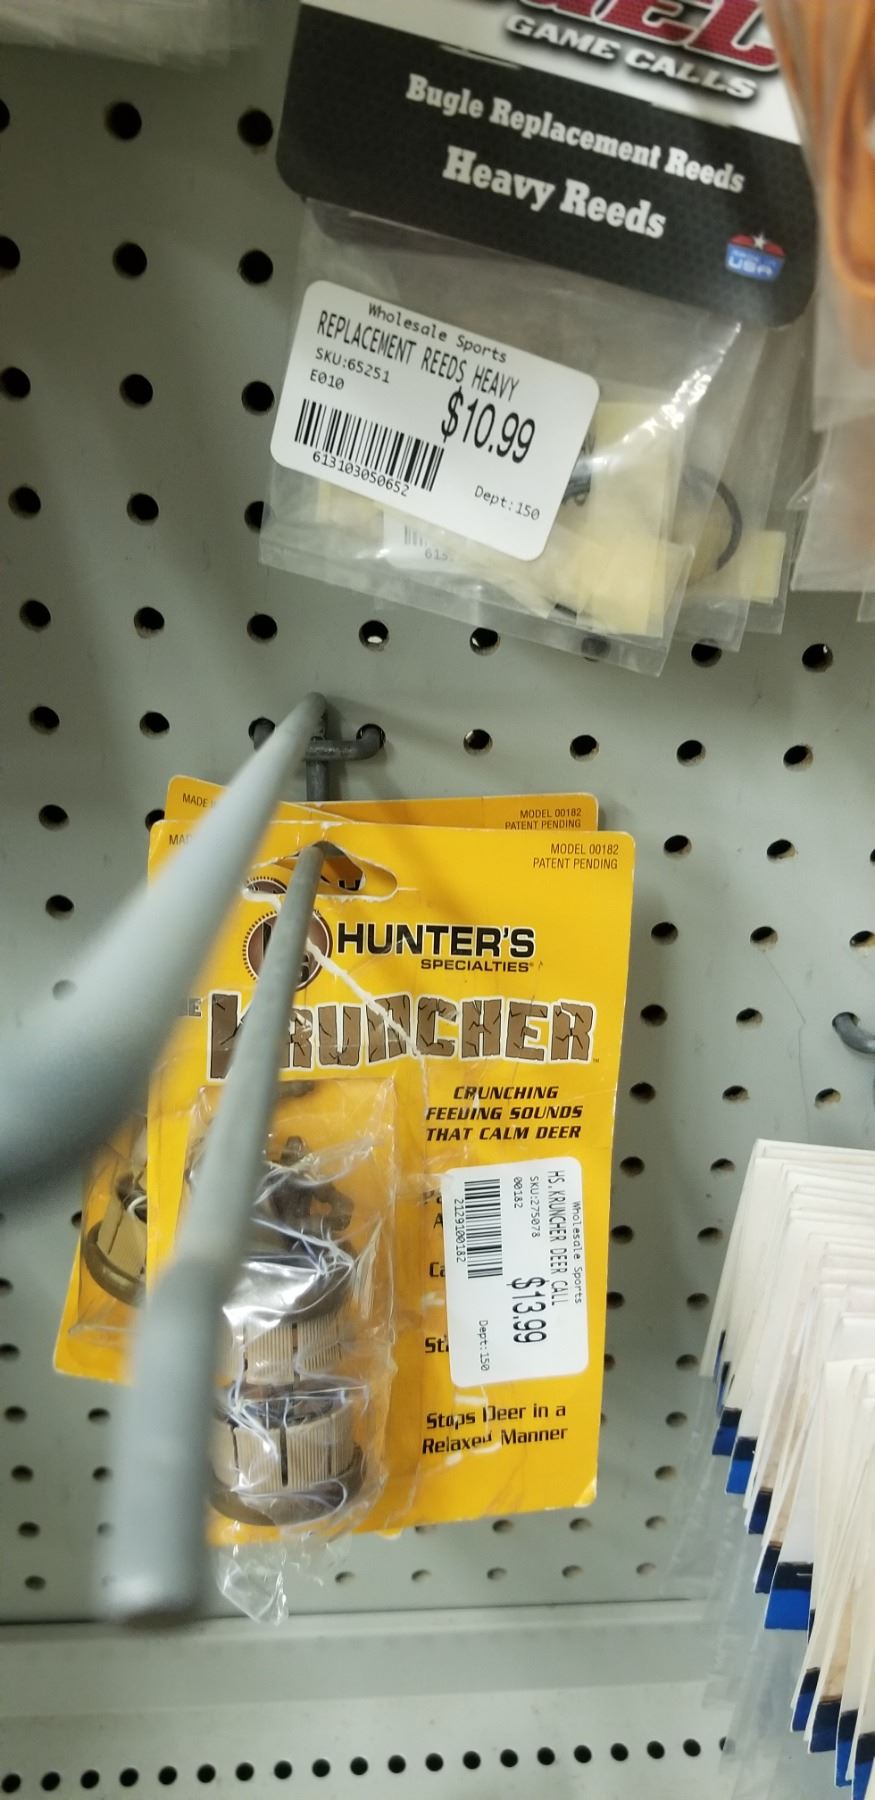 GAME CALLS
Bugle Replacement Reeds
Heavy Reeds
USA
Wholesale Sports
REPLACEMENT REEDS HEAVY
SKU:65251
E010
$10.99
613103050652
Dept:150
MODEL 00182
PATENT PENDING
MODEL 00182
PATENT PENDING
HUNTER'S
SPECIALTIES
KRUNCHER
CRUNCHING
FEEDING SOUNDS
THAT CALM DEER
Wholesale Sports
HS.KRUNCHER DEER CALL
SKU:275078
00182
$13.99
2129100182
Dept:150
Stops Deer in a
Relaxed Manner